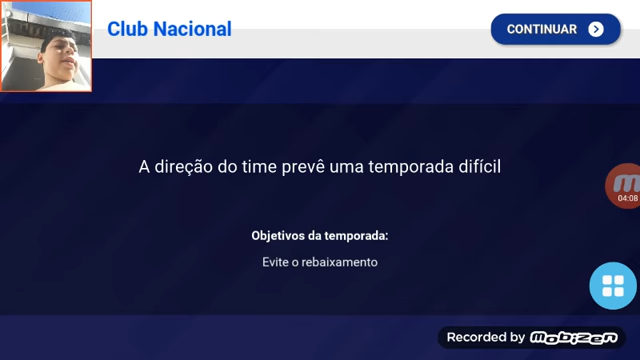 Club Nacional
CONTINUAR
A direção do time prevê uma temporada difícil
04:08
Objetivos da temporada:
Evite o rebaixamento
Recorded by mobizen